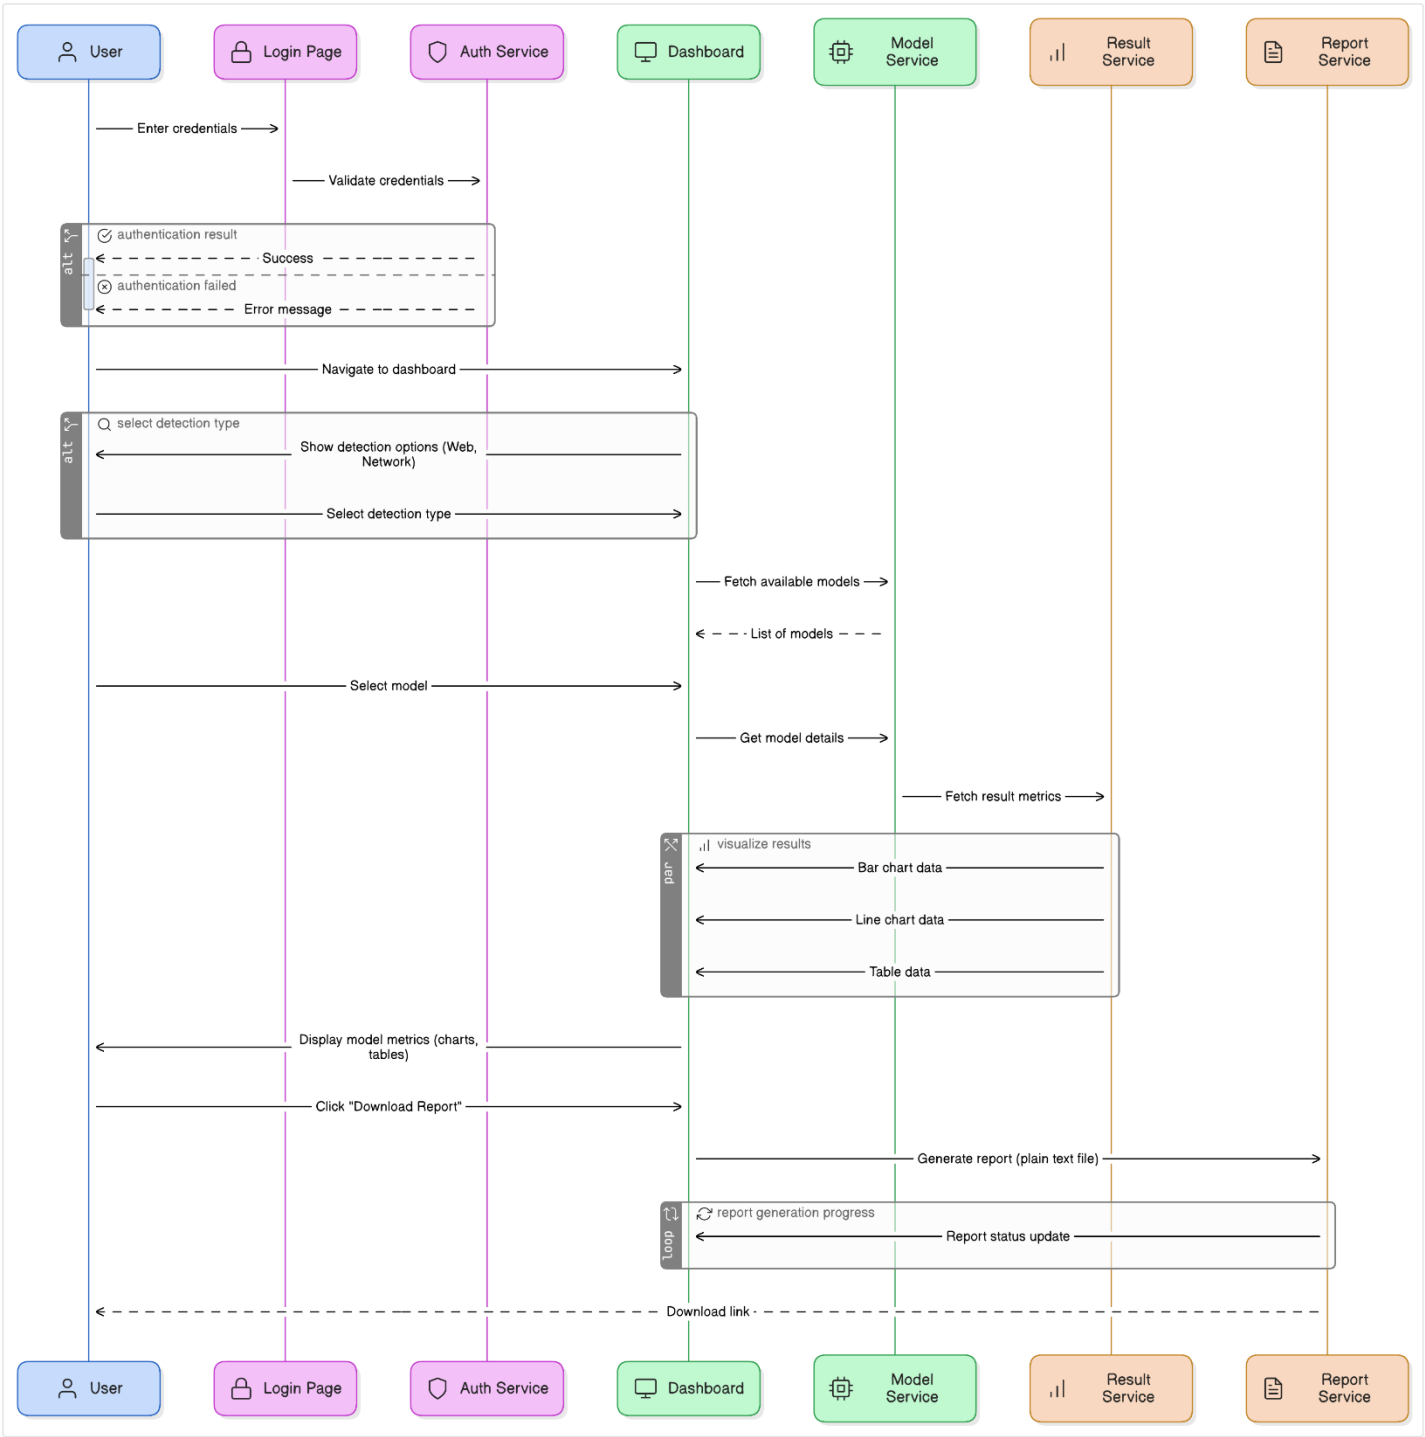 User
Login Page
Auth Service
Dashboard
Model
Service
Result
Service
Report
Service
Enter credentials
Validate credentials
alt
authentication result
Success
authentication failed
Error message
Navigate to dashboard
alt
select detection type
Show detection options (Web,
Network)
Select detection type
Fetch available models
List of models
Select model
Get model details
Fetch result metrics
par
visualize results
Bar chart data
Line chart data
Table data
Display model metrics (charts,
tables)
Click "Download Report"
Generate report (plain text file)
loop
report generation progress
Report status update
Download link
User
Login Page
Auth Service
Dashboard
Model
Service
Result
Service
Report
Service